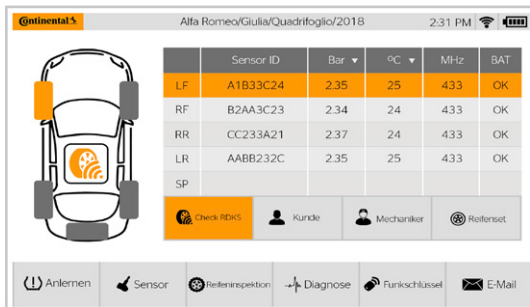 Continental
Alfa Romeo/Giulia/Quadrifoglio/2018
2:31 PM
Sensor ID Bar ▼ °C ▼ MHz BAT
LF A1B33C24 2.35 25 433 OK
RF B2AA3C23 2.34 24 433 OK
RR CC233A21 2.37 24 433 OK
LR AABB232C 2.35 25 433 OK
SP
Check RDKS Kunde Mechaniker Reifenset
Anlernen Sensor Reifeninspektion Diagnose Funkschlüssel E-Mail